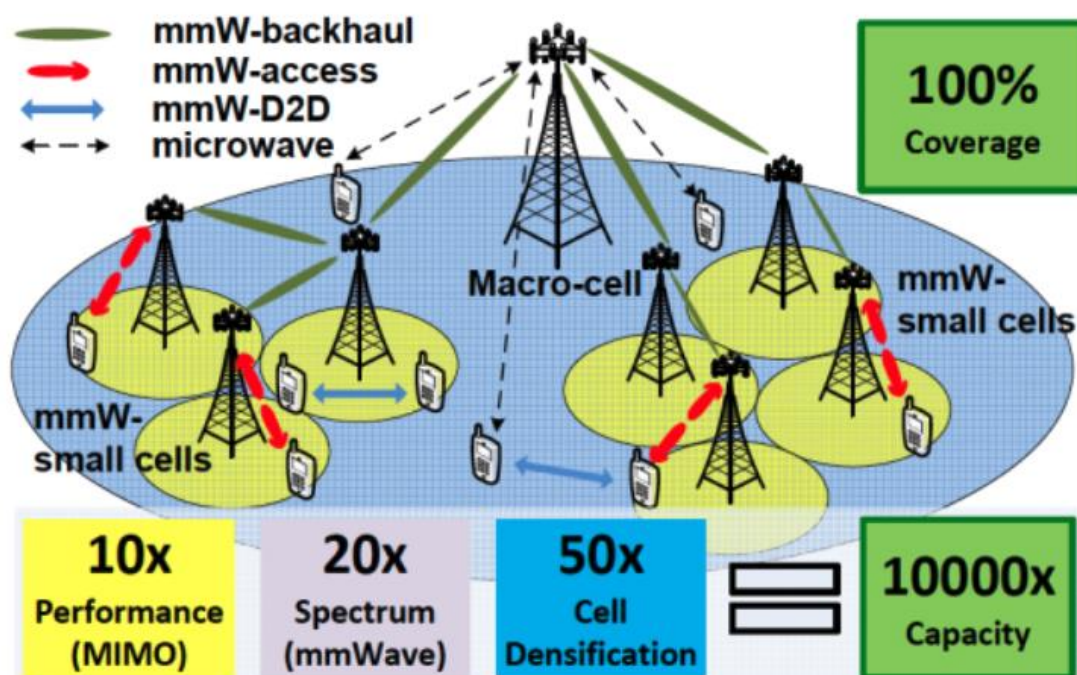 mmW-backhaul
mmW-access
mmW-D2D
microwave
100%
Coverage
Macro-cell
mmW-
small cells
mmW-
small cells
10x
Performance
(MIMO)
20x
Spectrum
(mmWave)
50x
Cell
Densification
10000x
Capacity